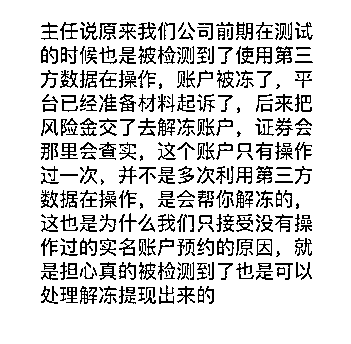 主任说原来我们公司前期在测试
的时候也是被检测到了使用第三
方数据在操作，账户被冻了，平
台已经准备材料起诉了，后来把
风险金交了去解冻账户，证券会
那里会查实，这个账户只有操作
过一次，并不是多次利用第三方
数据在操作，是会帮你解冻的，
这也是为什么我们只接受没有操
作过的实名账户预约的原因，就
是担心真的被检测到了也是可以
处理解冻提现出来的